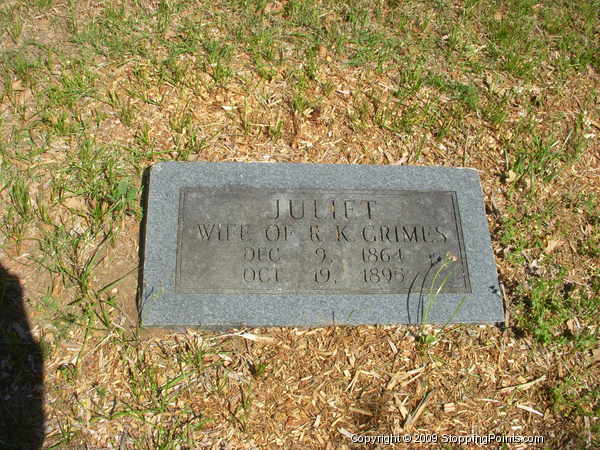 JULIET
WIFE OF R. K. GRIMES
DEC 9, 1864
OCT 19, 1895
Copyright © 2009 StoppingPoints.com